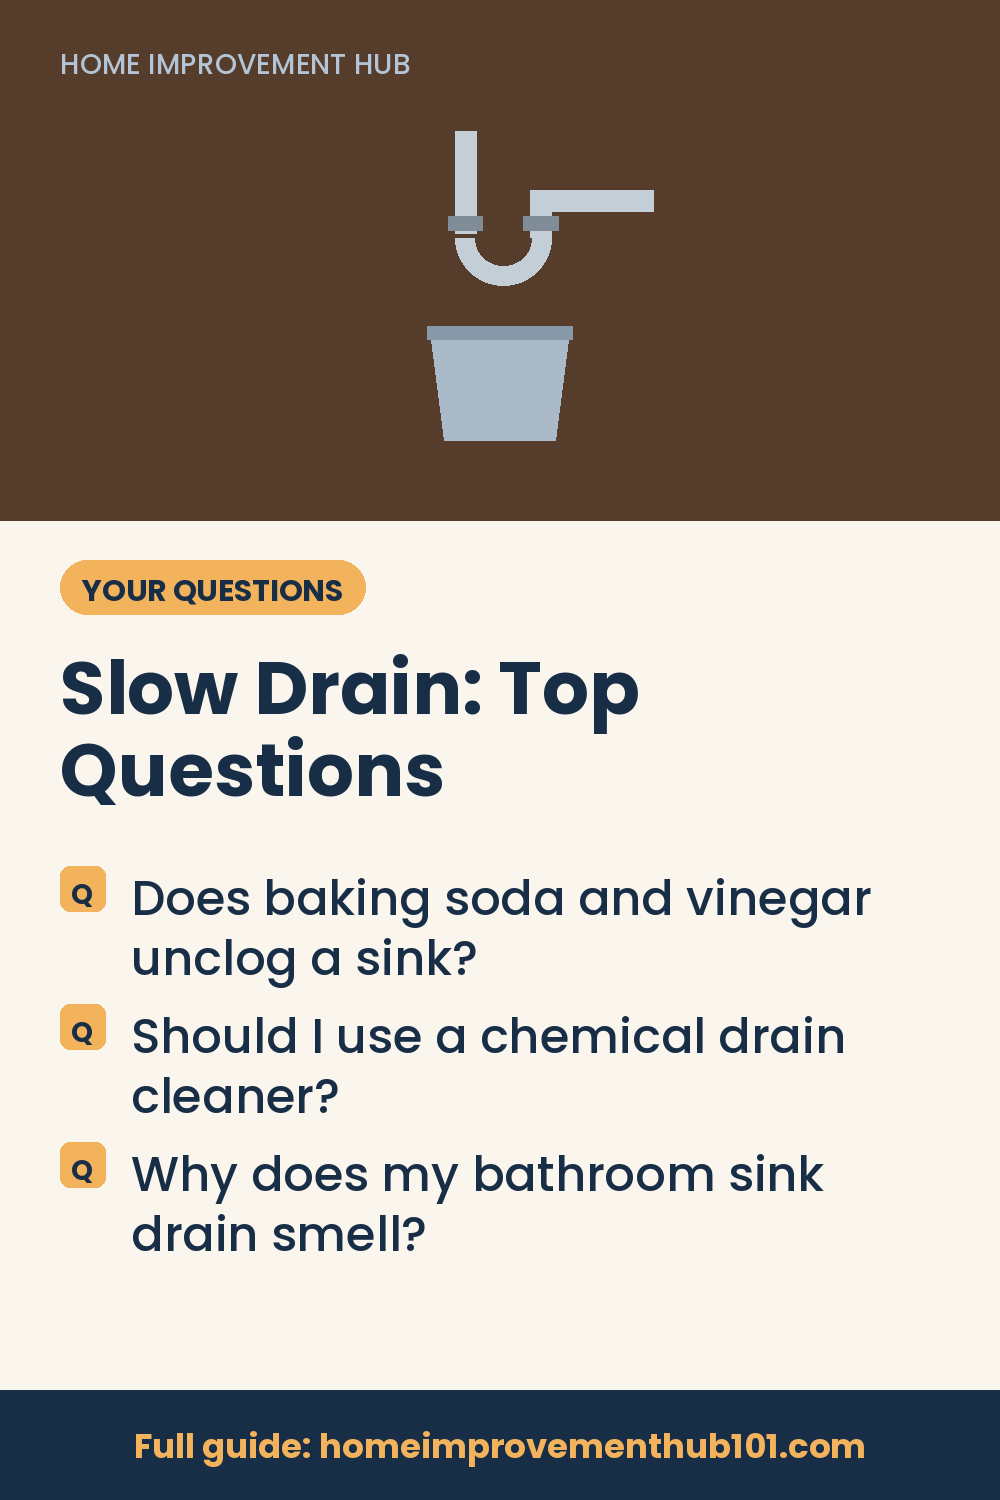 HOME IMPROVEMENT HUB
YOUR QUESTIONS
Slow Drain: Top
Questions
Q Does baking soda and vinegar
unclog a sink?
Q Should I use a chemical drain
cleaner?
Q Why does my bathroom sink
drain smell?
Full guide: homeimprovementhub101.com